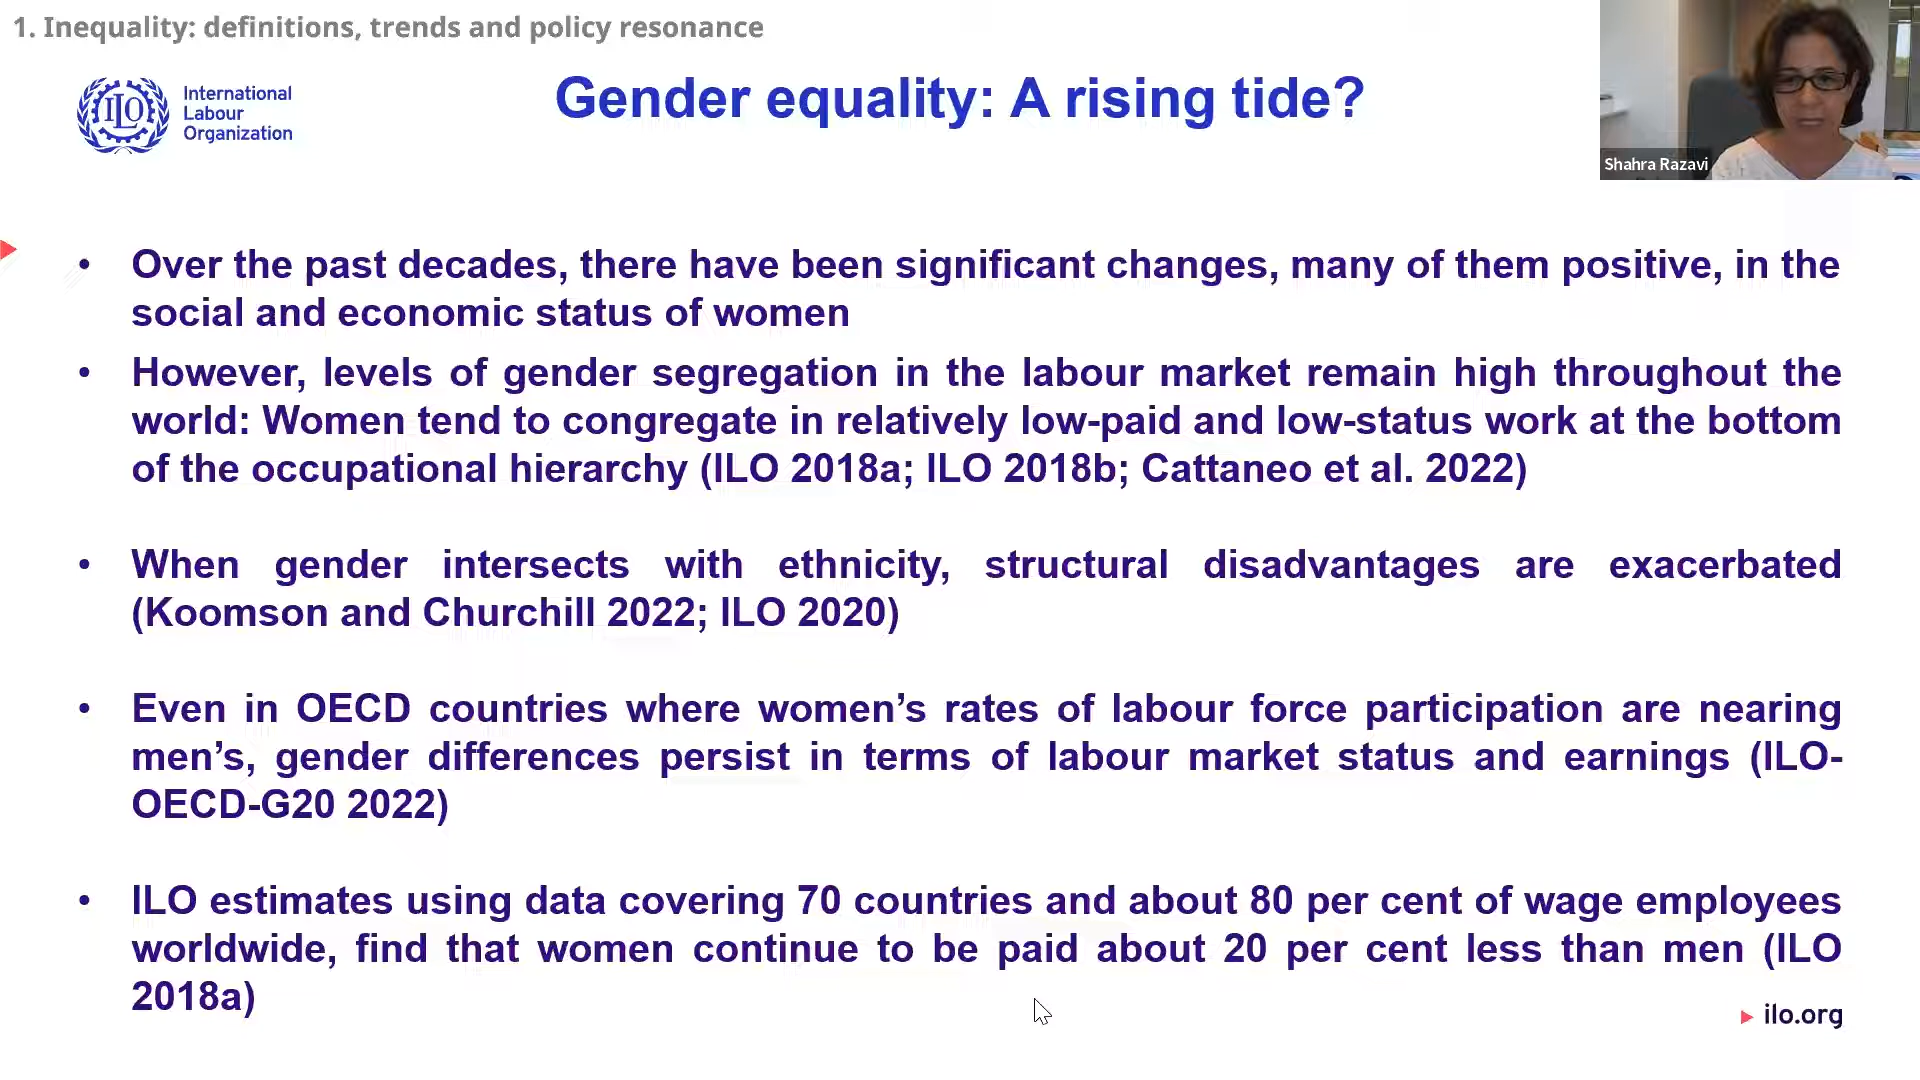 1. Inequality: definitions, trends and policy resonance
ILO
International
Labour
Organization
Gender equality: A rising tide?
Shahra Razavi
• Over the past decades, there have been significant changes, many of them positive, in the
social and economic status of women
• However, levels of gender segregation in the labour market remain high throughout the
world: Women tend to congregate in relatively low-paid and low-status work at the bottom
of the occupational hierarchy (ILO 2018a; ILO 2018b; Cattaneo et al. 2022)
• When gender intersects with ethnicity, structural disadvantages are exacerbated
(Koomson and Churchill 2022; ILO 2020)
• Even in OECD countries where women’s rates of labour force participation are nearing
men’s, gender differences persist in terms of labour market status and earnings (ILO-
OECD-G20 2022)
• ILO estimates using data covering 70 countries and about 80 per cent of wage employees
worldwide, find that women continue to be paid about 20 per cent less than men (ILO
2018a)
ilo.org